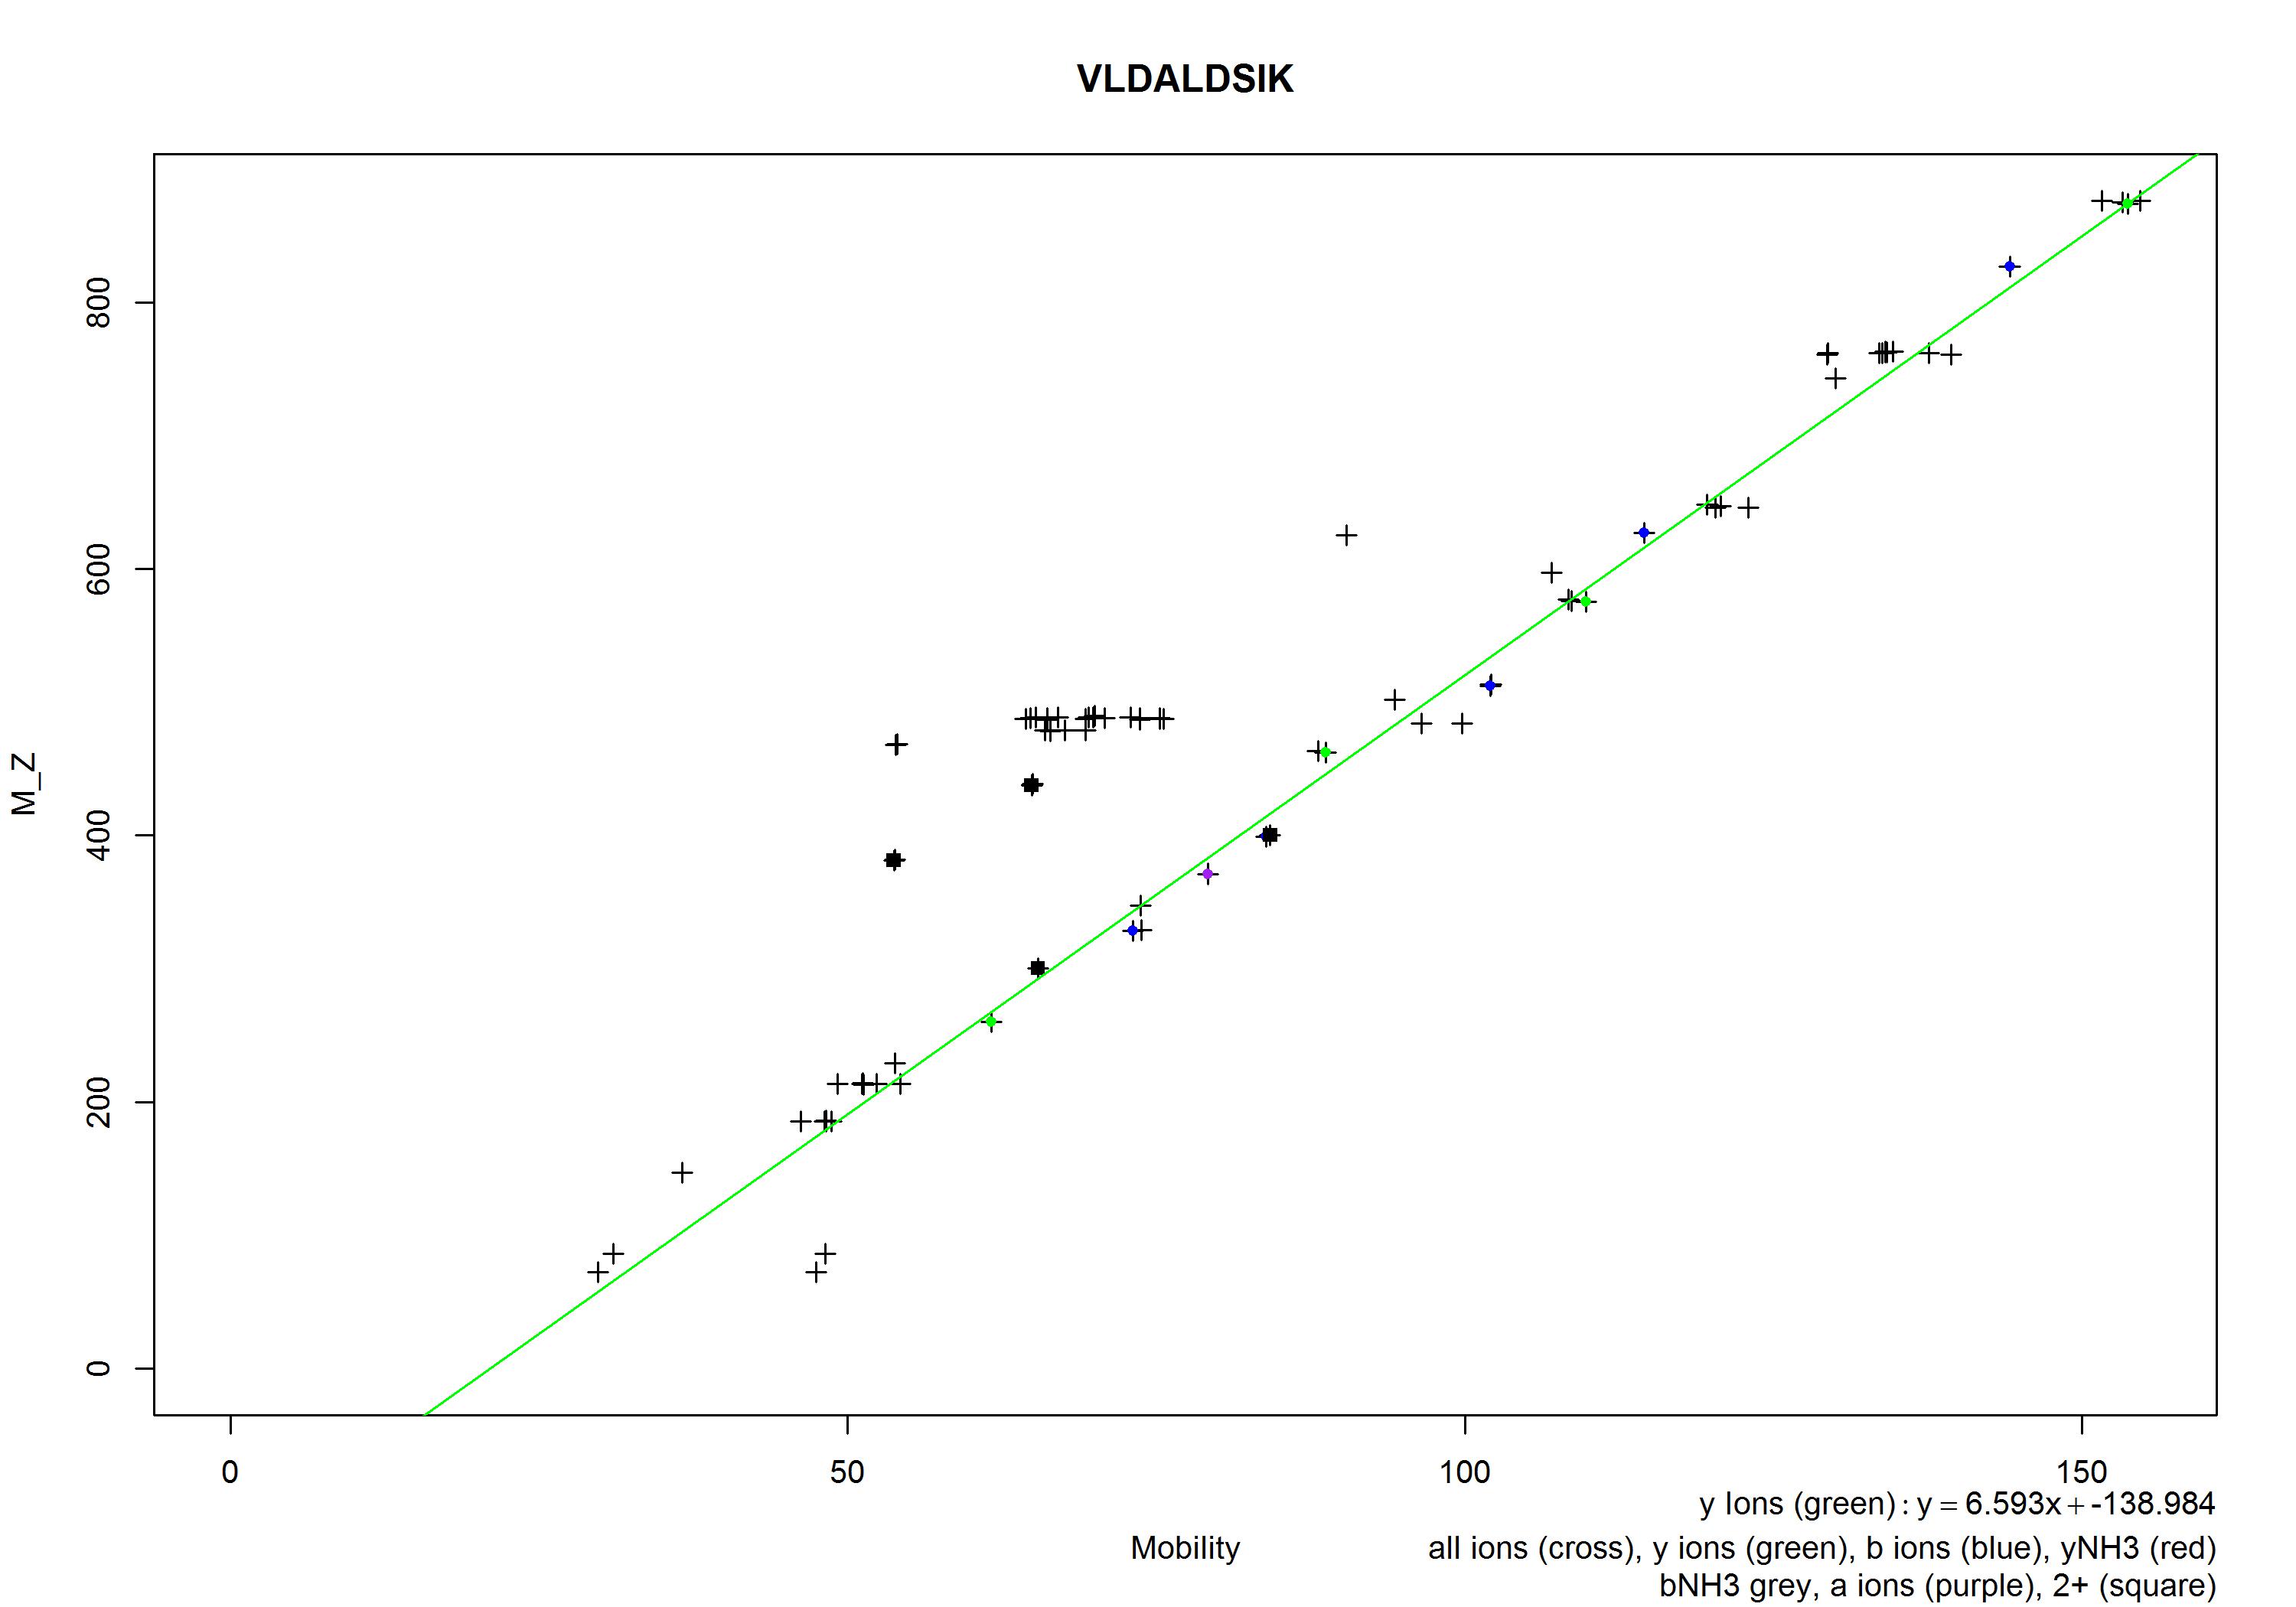 VLDALDSIK
800
600
400
200
0
M_Z
0 50 100 150
y Ions (green) : y = 6.593x + -138.984
Mobility
all ions (cross), y ions (green), b ions (blue), yNH3 (red)
bNH3 grey, a ions (purple), 2+ (square)